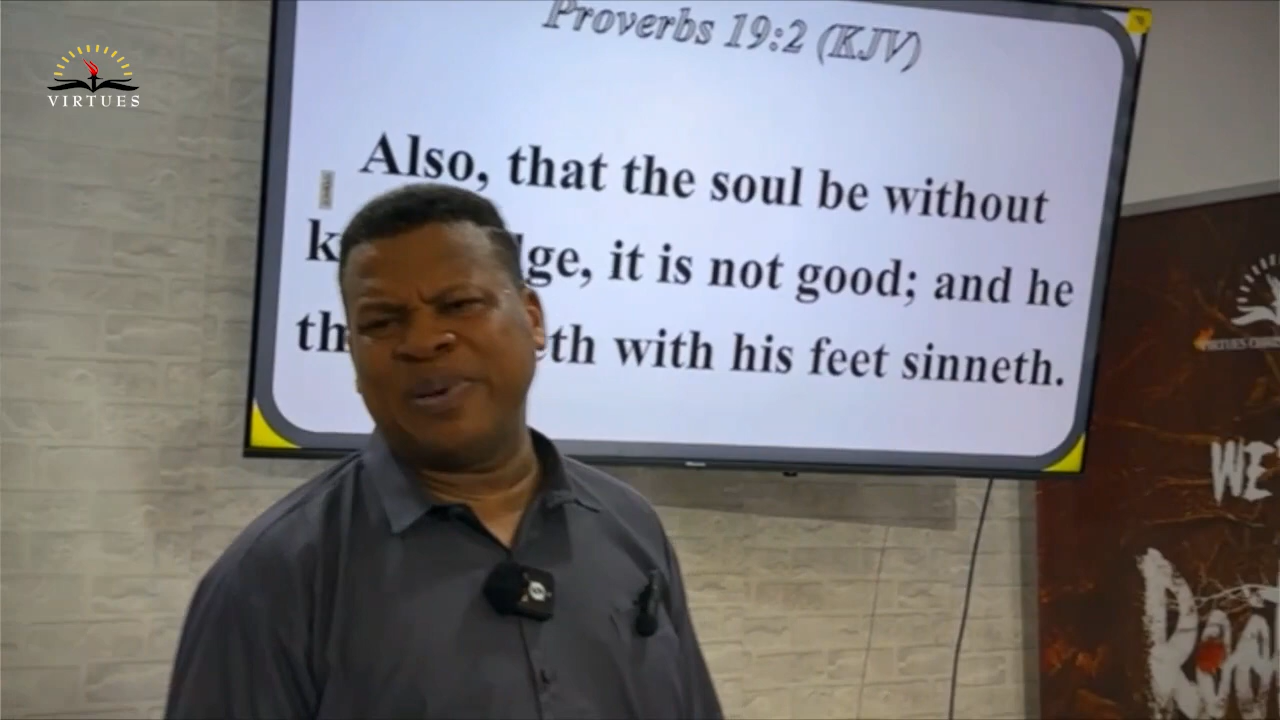 VIRTUES
Proverbs 19:2 (KJV)
Also, that the soul be without
k ge, it is not good; and he
th eth with his feet sinneth.
WE